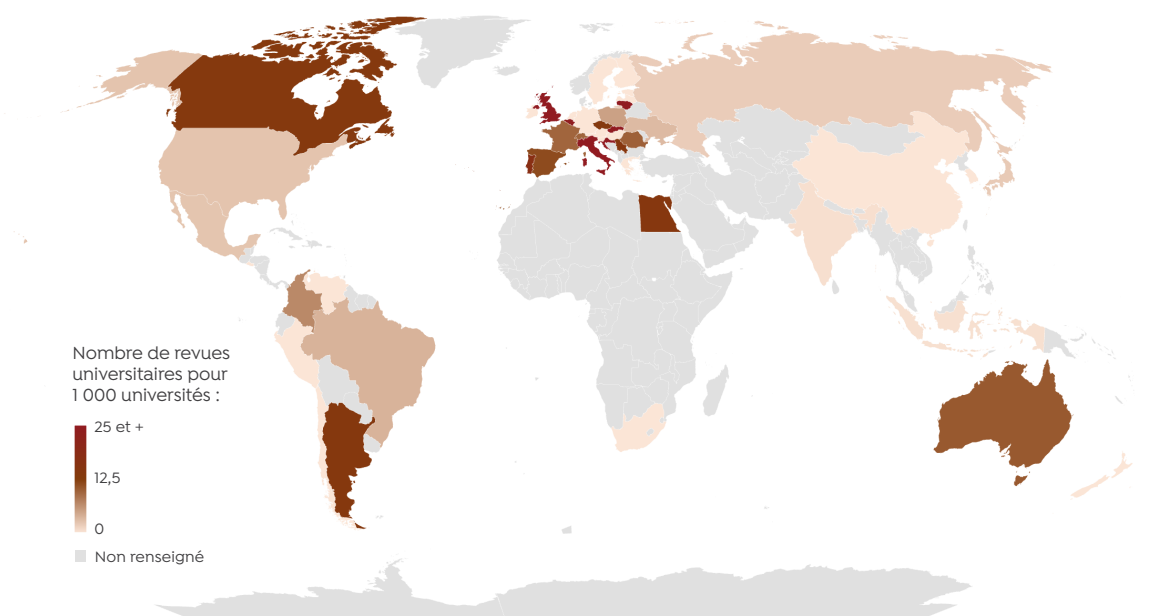 Nombre de revues
universitaires pour
1 000 universités :
25 et +
12,5
0
Non renseigné